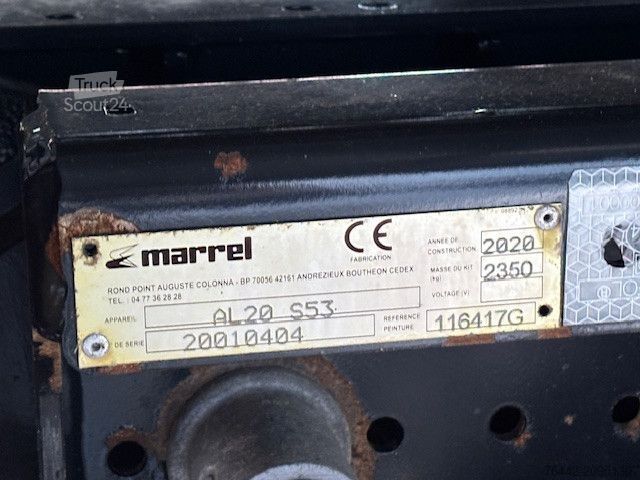 Truck
Scout24
marrel
CE
FABRICATION
ROND POINT AUGUSTE COLONNA - BP 70056 42161 ANDREZIEUX BOUTHEON CEDEX
TEL. : 04 77 36 28 28
ANNÉE DE CONSTRUCTION 2020
MASSE DU KIT (kg) 2350
VOLTAGE (V)
APPAREIL AL20 S53
N° DE SERIE 20010404
REFERENCE PEINTURE 116417G